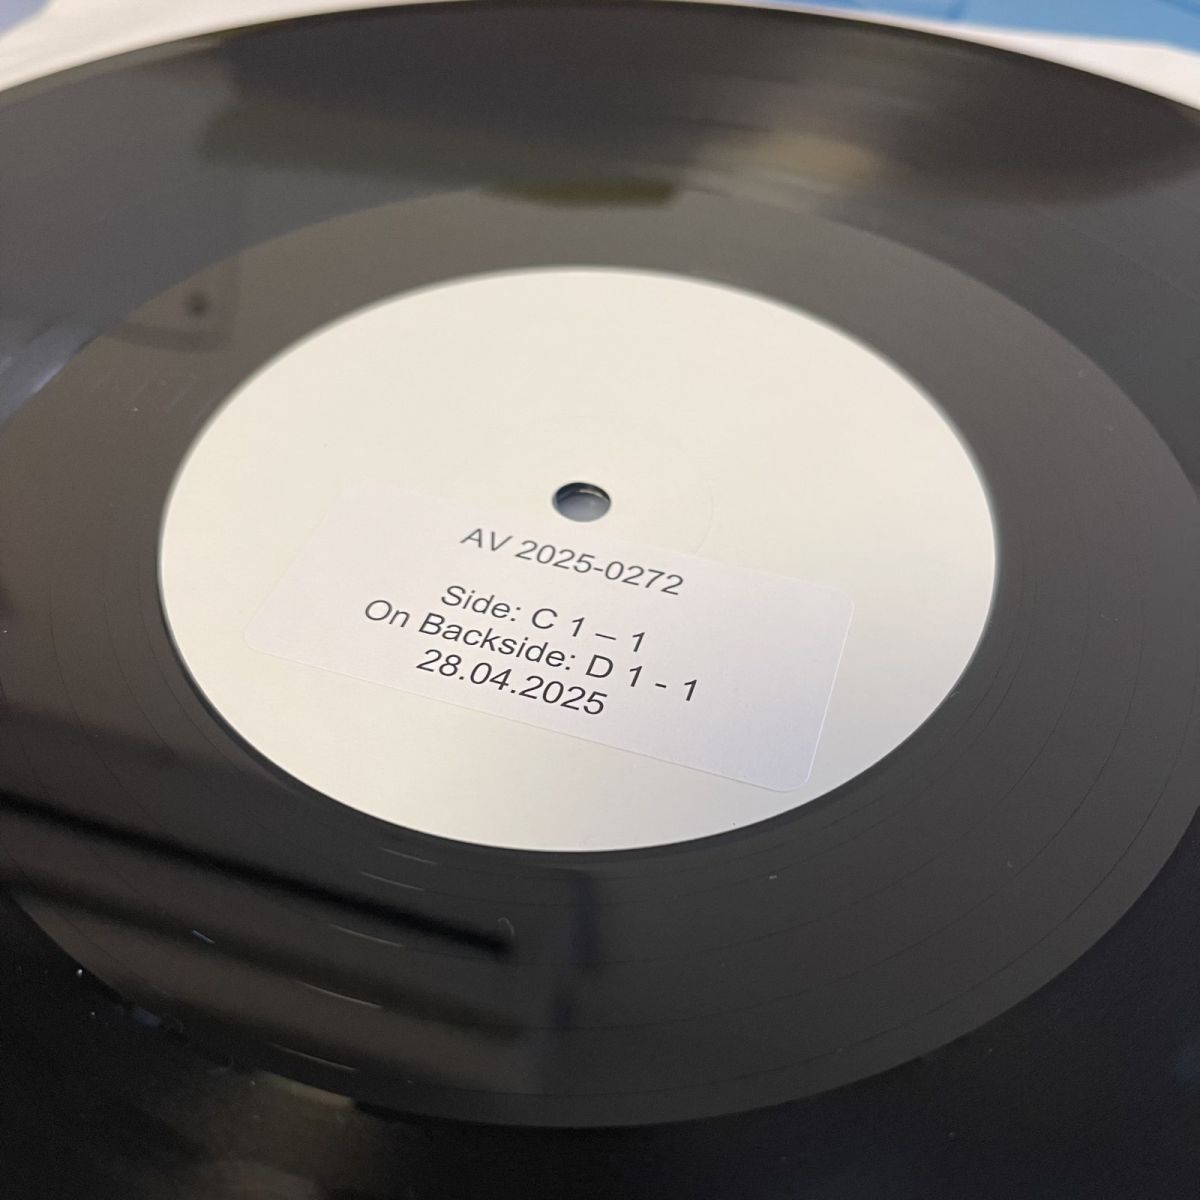 AV 2025-0272
Side: C 1 – 1
On Backside: D 1 - 1
28.04.2025